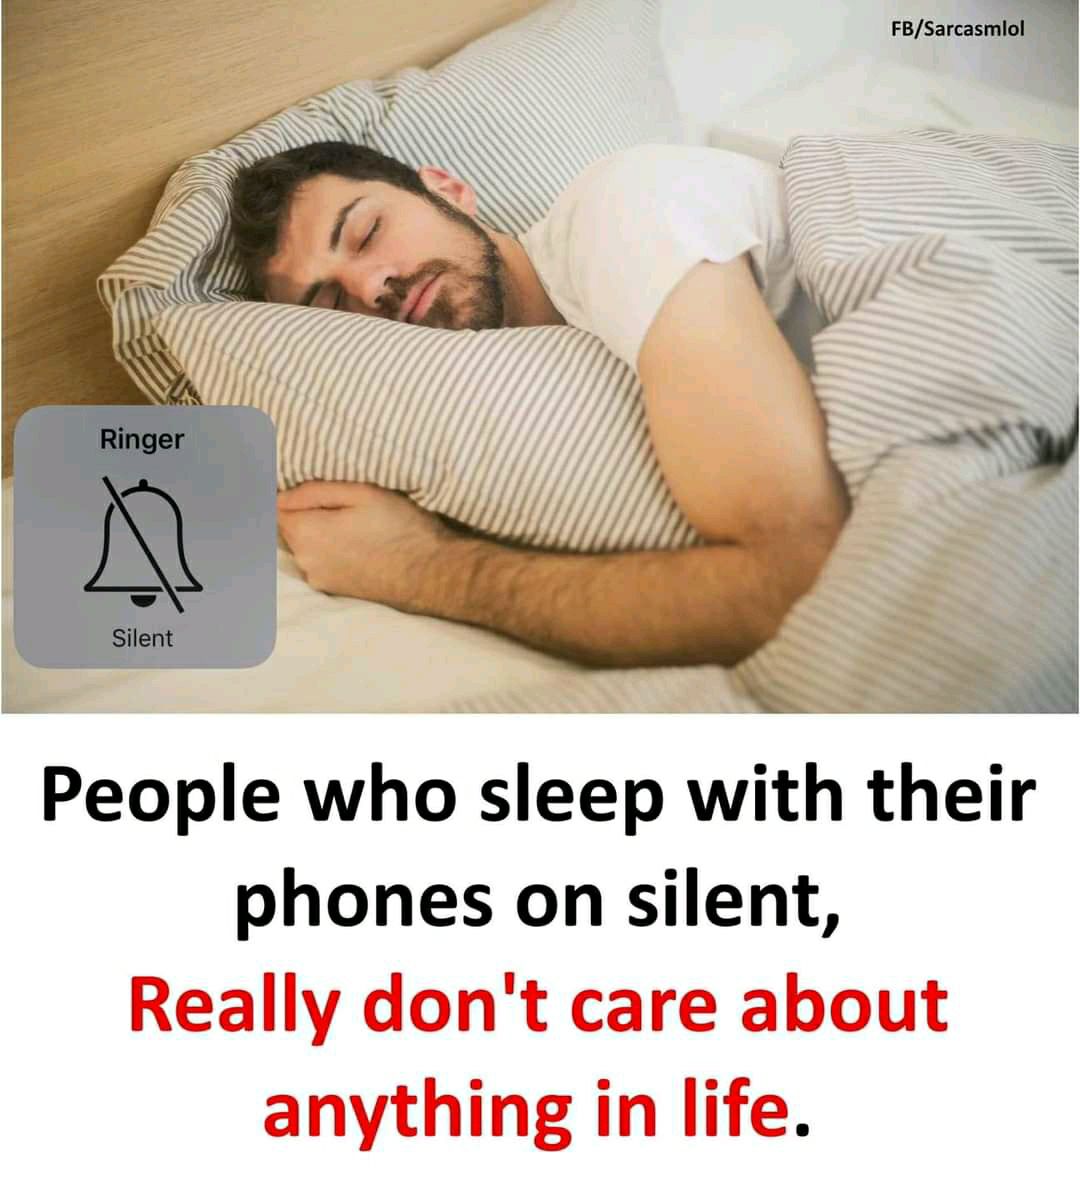 FB/Sarcasmlol
Ringer
Silent
People who sleep with their
phones on silent,
Really don't care about
anything in life.